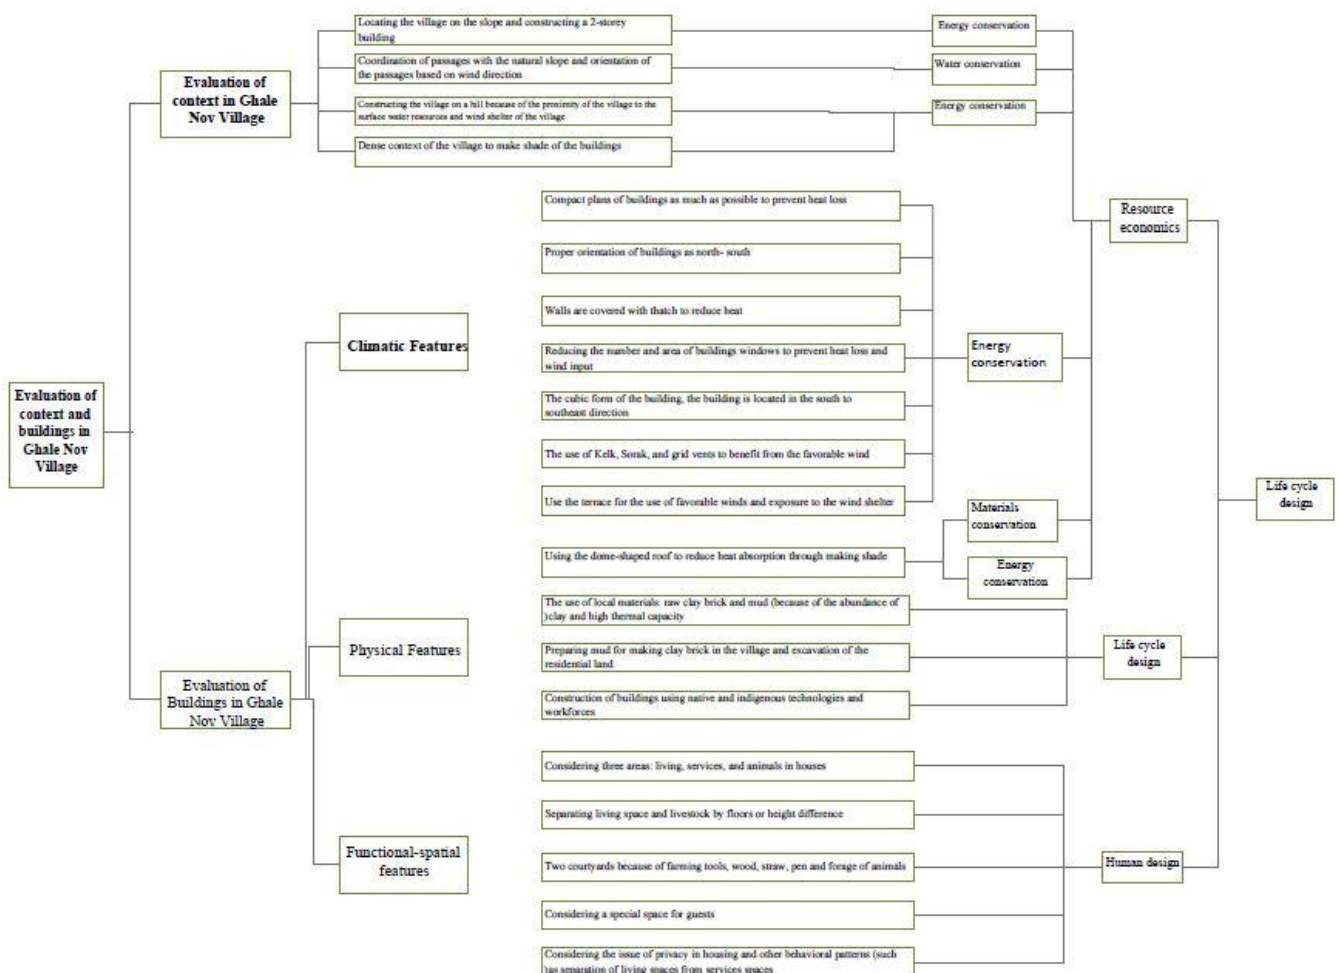 Locating the village on the slope and constructing a 2-storey
building
Energy conservation
Coordination of passages with the natural slope and orientation of
the passages based on wind direction
Water conservation
Evaluation of
context in Ghale
Nov Village
Constructing the village on a hill because of the proximity of the village to the
surface water resources and wind shelter of the village
Energy conservation
Dense context of the village to make shade of the buildings
Compact plans of buildings as much as possible to prevent heat loss
Resource
economics
Proper orientation of buildings as north- south
Walls are covered with thatch to reduce heat
Climatic Features
Reducing the number and area of buildings windows to prevent heat loss and
wind input
Energy
conservation
Evaluation of
context and
buildings in
Ghale Nov
Village
The cubic form of the building, the building is located in the south to
southeast direction
The use of Kelk, Sorak, and grid vents to benefit from the favorable wind
Use the terrace for the use of favorable winds and exposure to the wind shelter
Life cycle
design
Materials
conservation
Using the dome-shaped roof to reduce heat absorption through making shade
Energy
conservation
The use of local materials: raw clay brick and mud (because of the abundance of
)clay and high thermal capacity
Physical Features
Preparing mud for making clay brick in the village and excavation of the
residential land
Life cycle
design
Evaluation of
Buildings in Ghale
Nov Village
Construction of buildings using native and indigenous technologies and
workforces
Considering three areas: living, services, and animals in houses
Separating living space and livestock by floors or height difference
Functional-spatial
features
Two courtyards because of farming tools, wood, straw, pen and forage of animals
Human design
Considering a special space for guests
Considering the issue of privacy in housing and other behavioral patterns (such
)as separation of living spaces from services spaces